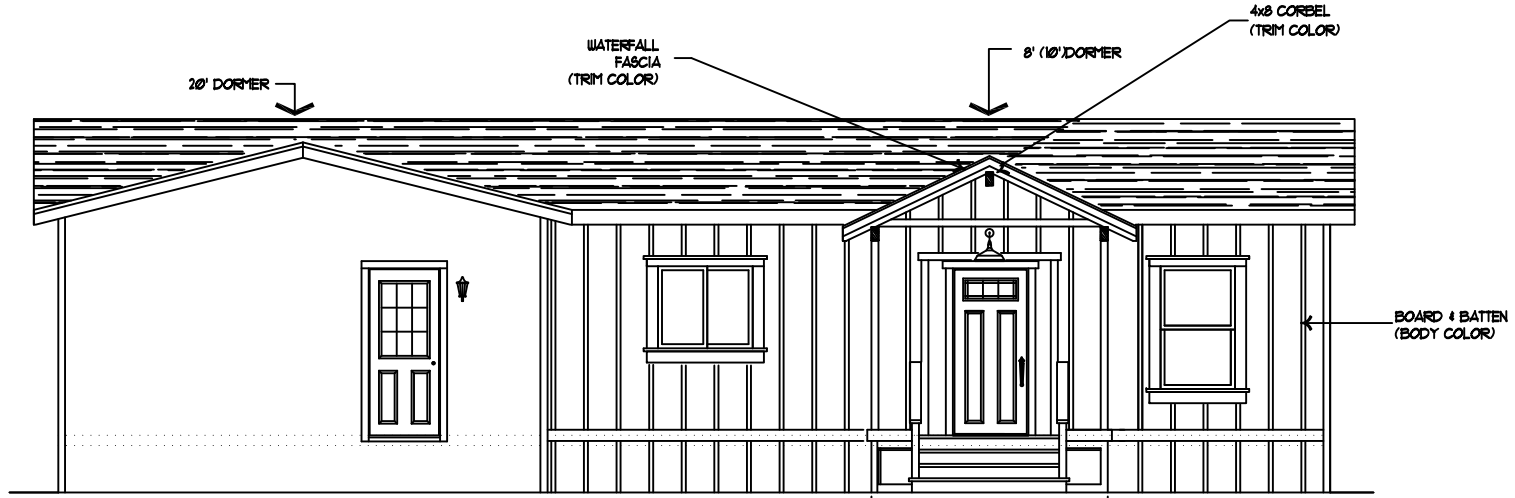 4x8 CORBEL
(TRIM COLOR)
WATERFALL
FASCIA
(TRIM COLOR)
8' (10')DORMER
20' DORMER
BOARD & BATTEN
(BODY COLOR)